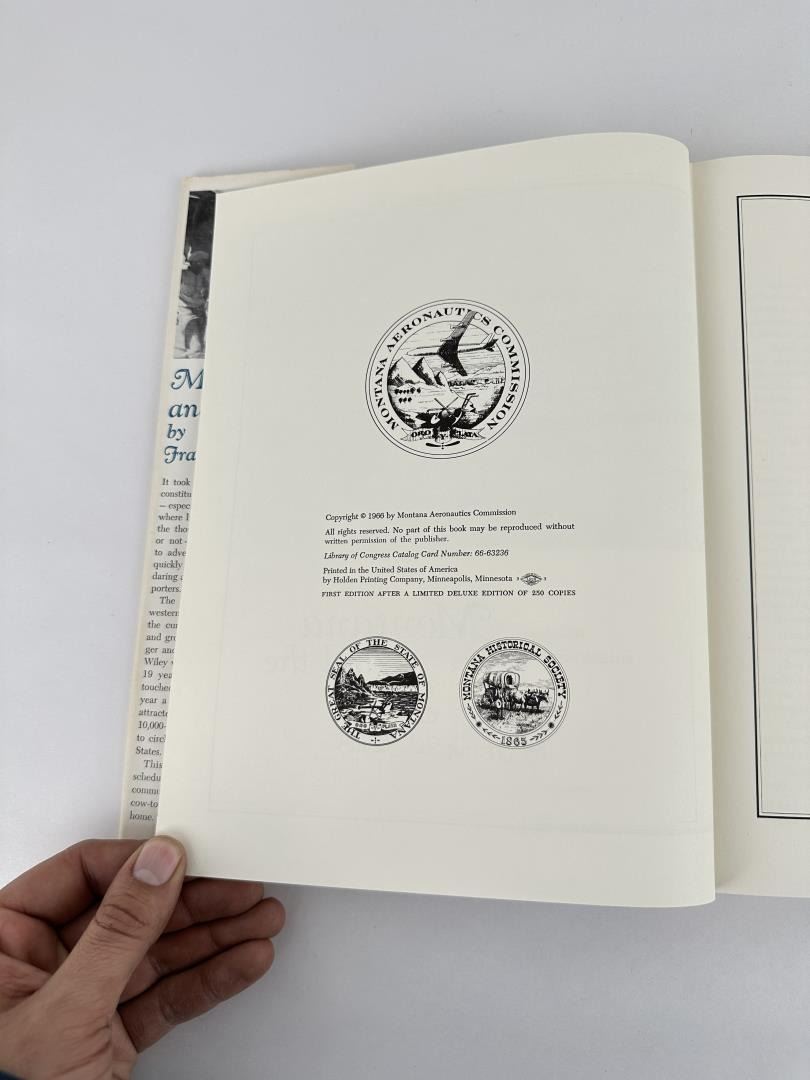 M
an
by
Fra
It took
constitu
— espec
where l
the tho
or not -
to adve
quickly
daring a
porters.
The
western
the cur
and gro
ger and
Wiley
19 yea
touche
year a
attracte
10,000-
to circl
States.
This
schedu
commu
cow-to
home.
MONTANA AERONAUTICS COMMISSION
ORO Y PLATA
Copyright © 1966 by Montana Aeronautics Commission
All rights reserved. No part of this book may be reproduced without
written permission of the publisher.
Library of Congress Catalog Card Number: 66-63236
Printed in the United States of America
by Holden Printing Company, Minneapolis, Minnesota
FIRST EDITION AFTER A LIMITED DELUXE EDITION OF 250 COPIES
THE GREAT SEAL OF THE STATE OF MONTANA
MONTANA HISTORICAL SOCIETY
1865